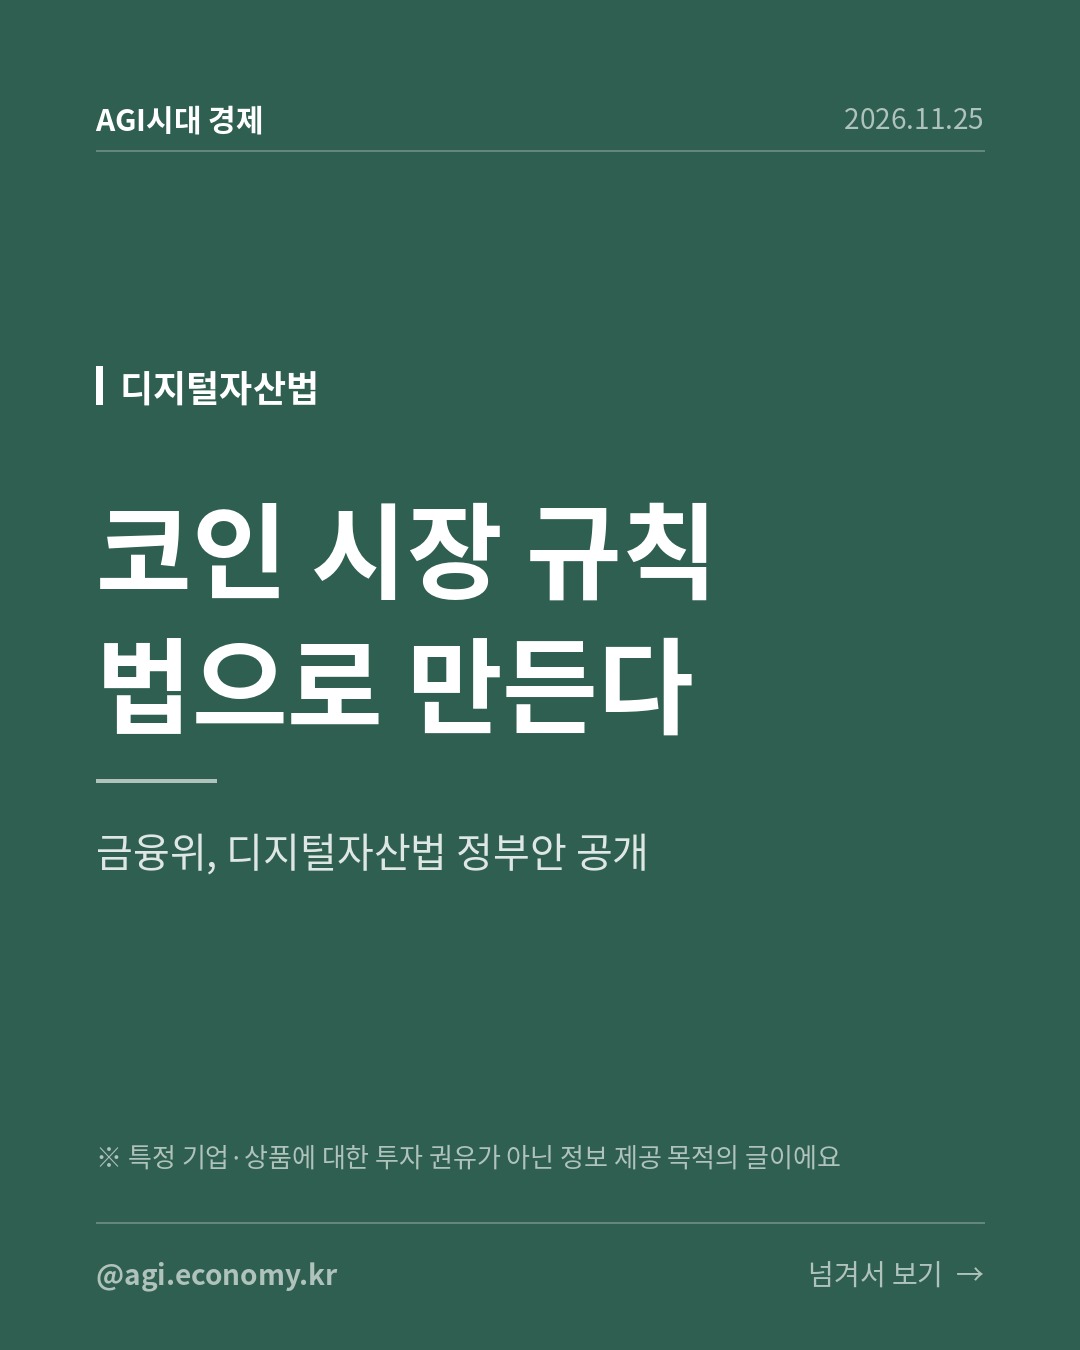 AGI시대 경제
2026.11.25
디지털자산법
코인 시장 규칙
법으로 만든다
금융위, 디지털자산법 정부안 공개
※ 특정 기업·상품에 대한 투자 권유가 아닌 정보 제공 목적의 글이에요
@agi.economy.kr
넘겨서 보기 →